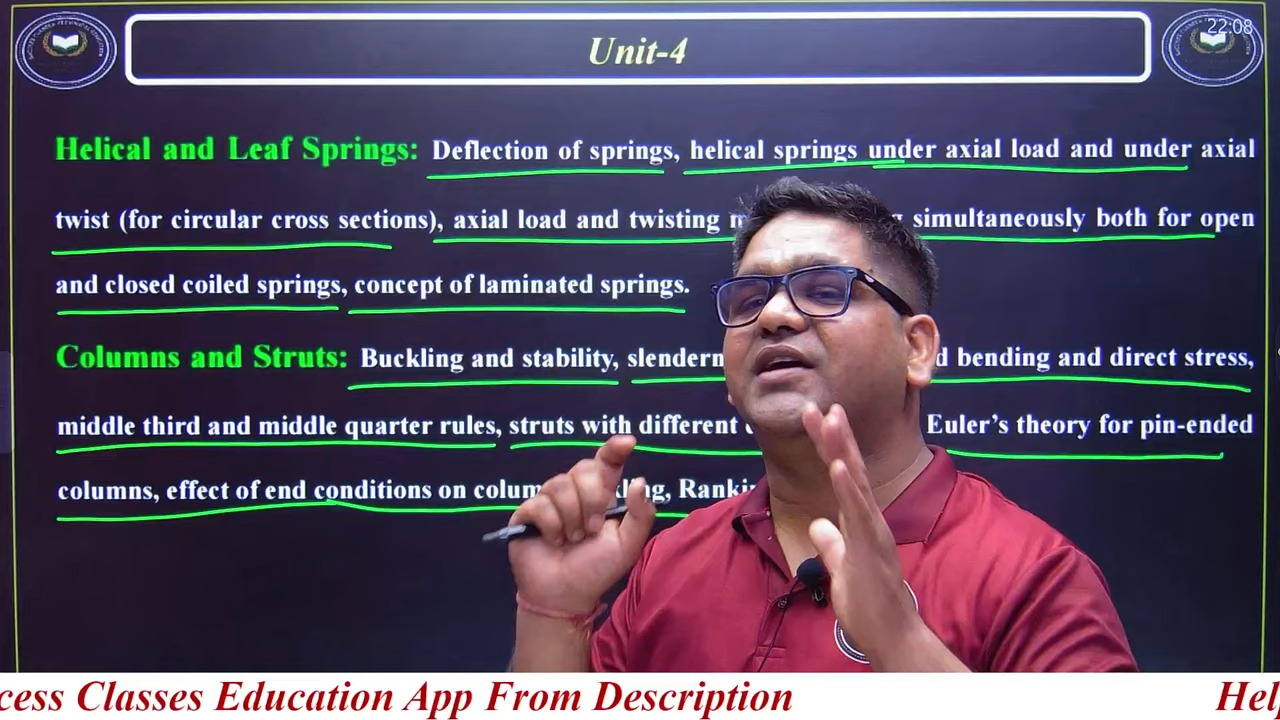 22:08
Unit-4
Helical and Leaf Springs: Deflection of springs, helical springs under axial load and under axial
twist (for circular cross sections), axial load and twisting simultaneously both for open
and closed coiled springs, concept of laminated springs.
Columns and Struts: Buckling and stability, bending and direct stress,
middle third and middle quarter rules, struts with different Euler’s theory for pin-ended
columns, effect of end conditions on
cess Classes Education App From Description Help